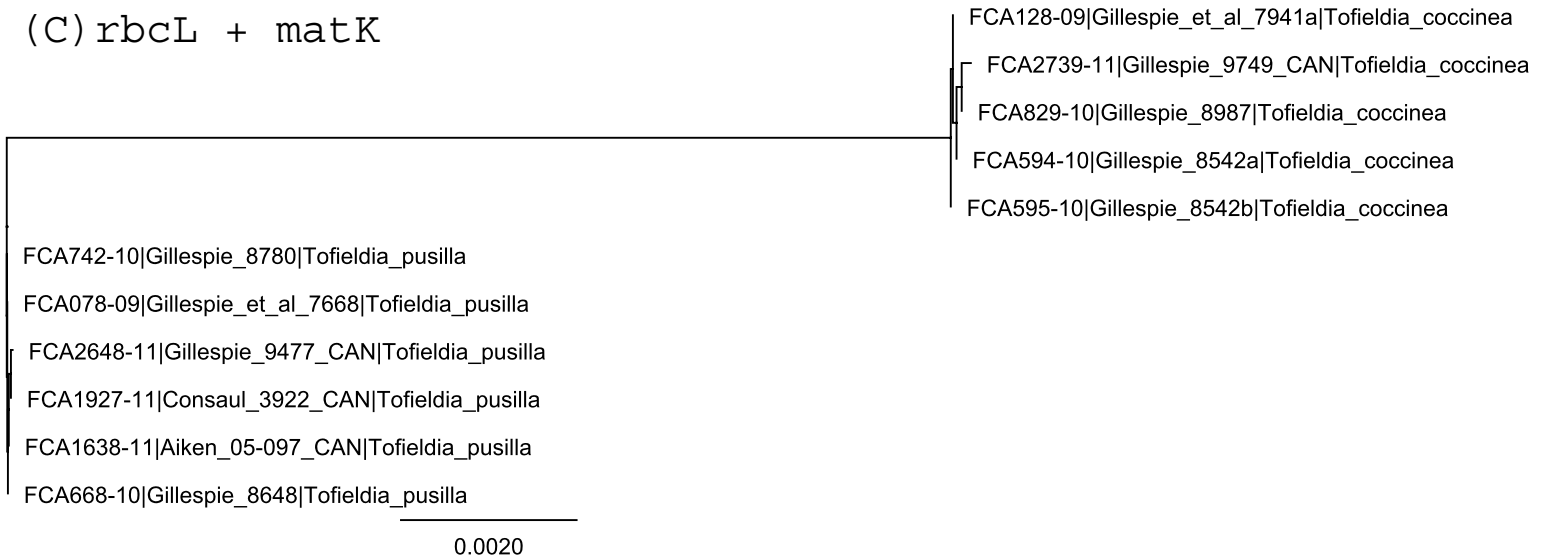 (C) rbcL + matK
FCA128-09|Gillespie_et_al_7941a|Tofieldia_coccinea
FCA2739-11|Gillespie_9749_CAN|Tofieldia_coccinea
FCA829-10|Gillespie_8987|Tofieldia_coccinea
FCA594-10|Gillespie_8542a|Tofieldia_coccinea
FCA595-10|Gillespie_8542b|Tofieldia_coccinea
FCA742-10|Gillespie_8780|Tofieldia_pusilla
FCA078-09|Gillespie_et_al_7668|Tofieldia_pusilla
FCA2648-11|Gillespie_9477_CAN|Tofieldia_pusilla
FCA1927-11|Consaul_3922_CAN|Tofieldia_pusilla
FCA1638-11|Aiken_05-097_CAN|Tofieldia_pusilla
FCA668-10|Gillespie_8648|Tofieldia_pusilla
0.0020